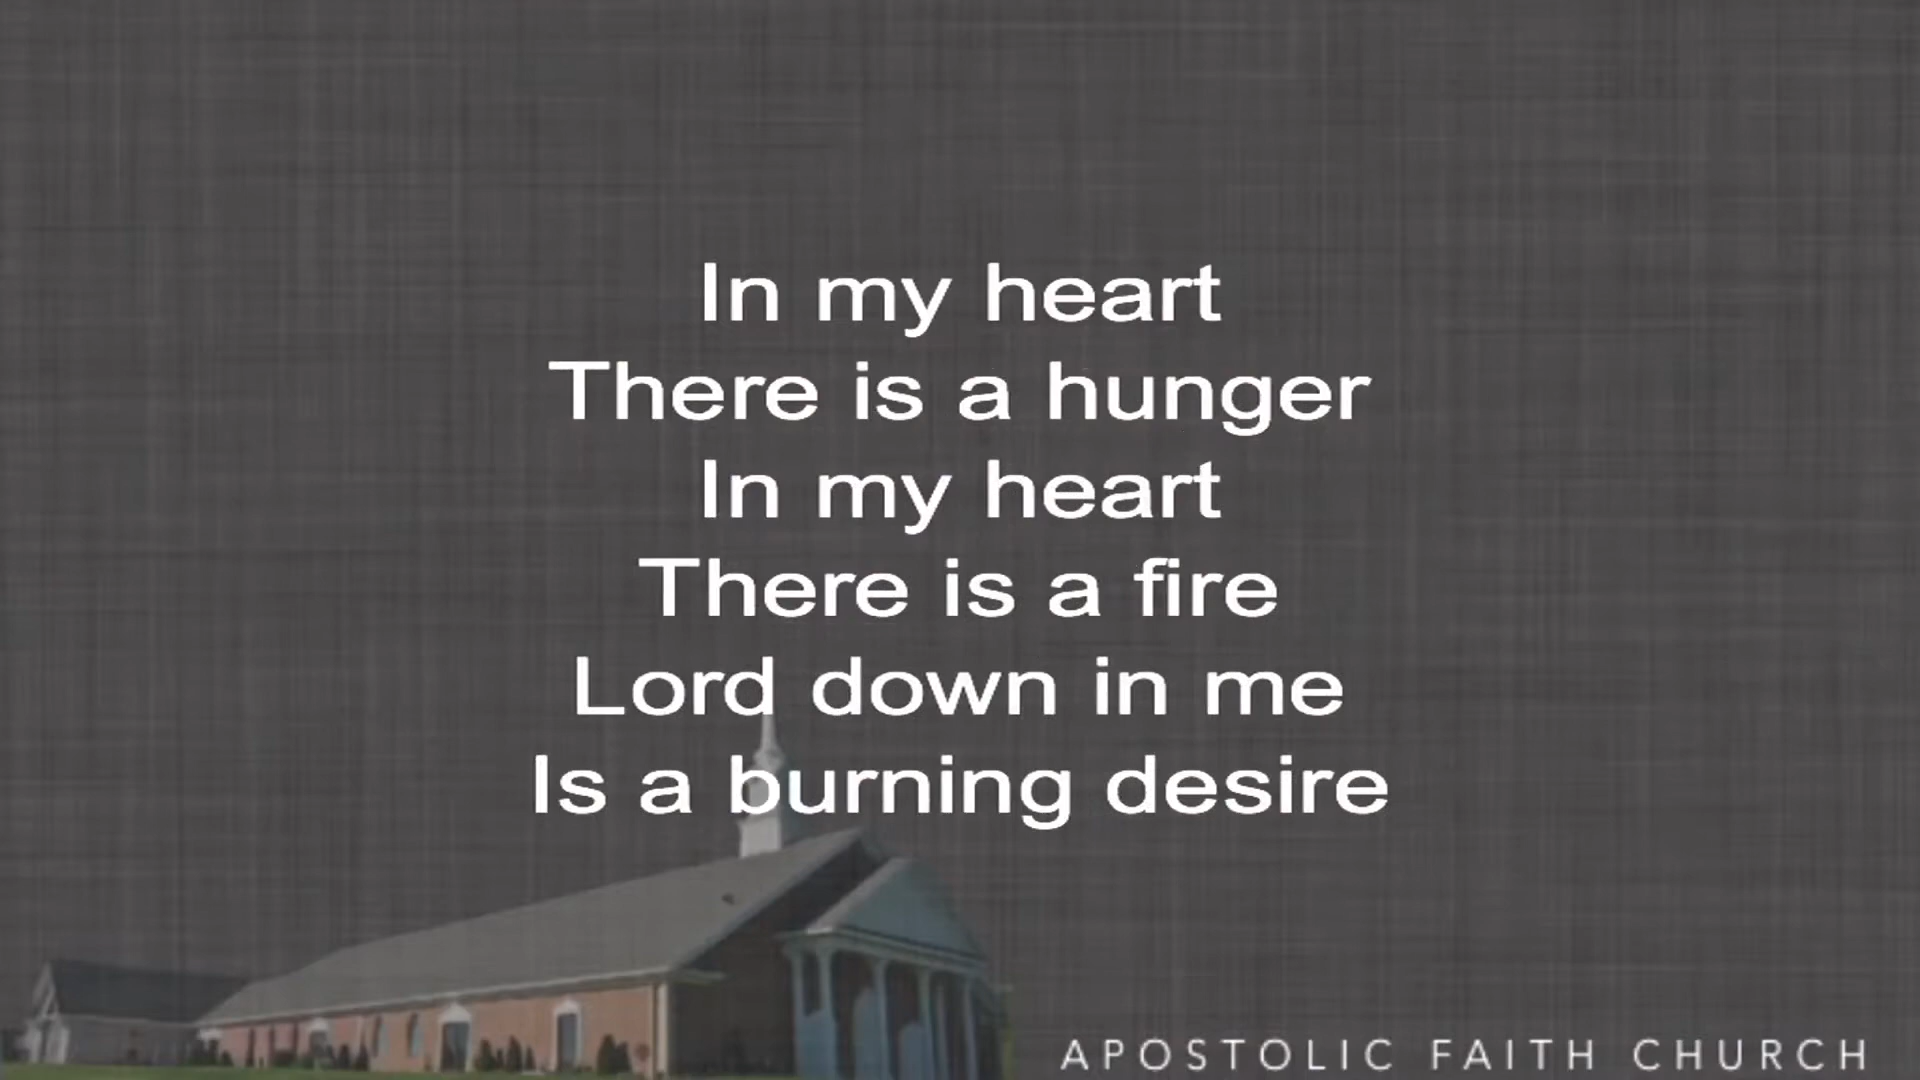 In my heart
There is a hunger
In my heart
There is a fire
Lord down in me
Is a burning desire
APOSTOLIC FAITH CHURCH